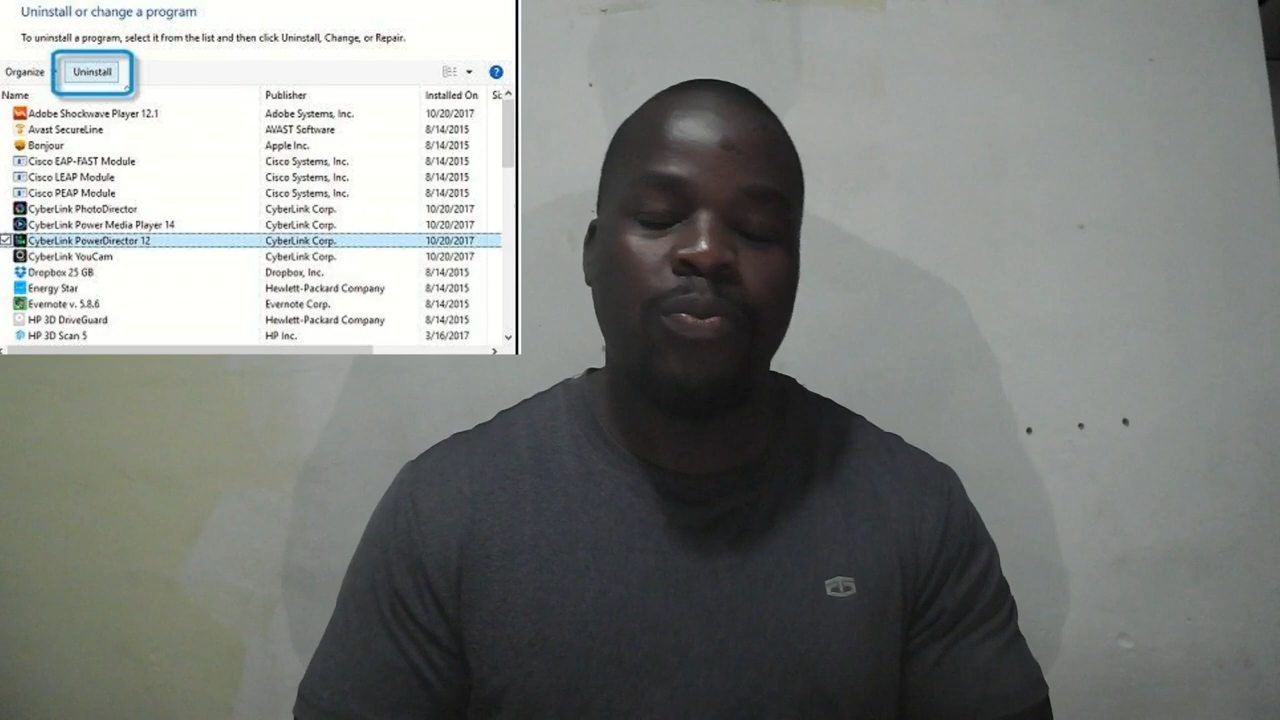 Uninstall or change a program
To uninstall a program, select it from the list and then click Uninstall, Change, or Repair.
Organize Uninstall
Name Publisher Installed On Siz
Adobe Shockwave Player 12.1 Adobe Systems, Inc. 10/20/2017
Avast SecureLine AVAST Software 8/14/2015
Bonjour Apple Inc. 8/14/2015
Cisco EAP-FAST Module Cisco Systems, Inc. 8/14/2015
Cisco LEAP Module Cisco Systems, Inc. 8/14/2015
Cisco PEAP Module Cisco Systems, Inc. 8/14/2015
CyberLink PhotoDirector CyberLink Corp. 10/20/2017
CyberLink Power Media Player 14 CyberLink Corp. 10/20/2017
CyberLink PowerDirector 12 CyberLink Corp. 10/20/2017
CyberLink YouCam CyberLink Corp. 10/20/2017
Dropbox 25 GB Dropbox, Inc. 8/14/2015
Energy Star Hewlett-Packard Company 8/14/2015
Evernote v. 5.8.6 Evernote Corp. 8/14/2015
HP 3D DriveGuard Hewlett-Packard Company 8/14/2015
HP 3D Scan 5 HP Inc. 3/16/2017